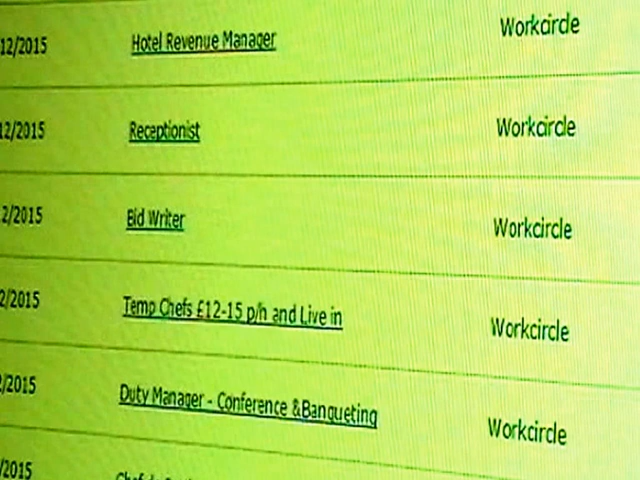 12/2015 Hotel Revenue Manager Workcircle
12/2015 Receptionist Workcircle
2/2015 Bid Writer Workcircle
2/2015 Temp Chefs £12-15 p/h and Live in Workcircle
/2015 Duty Manager - Conference &Banqueting Workcircle
/2015